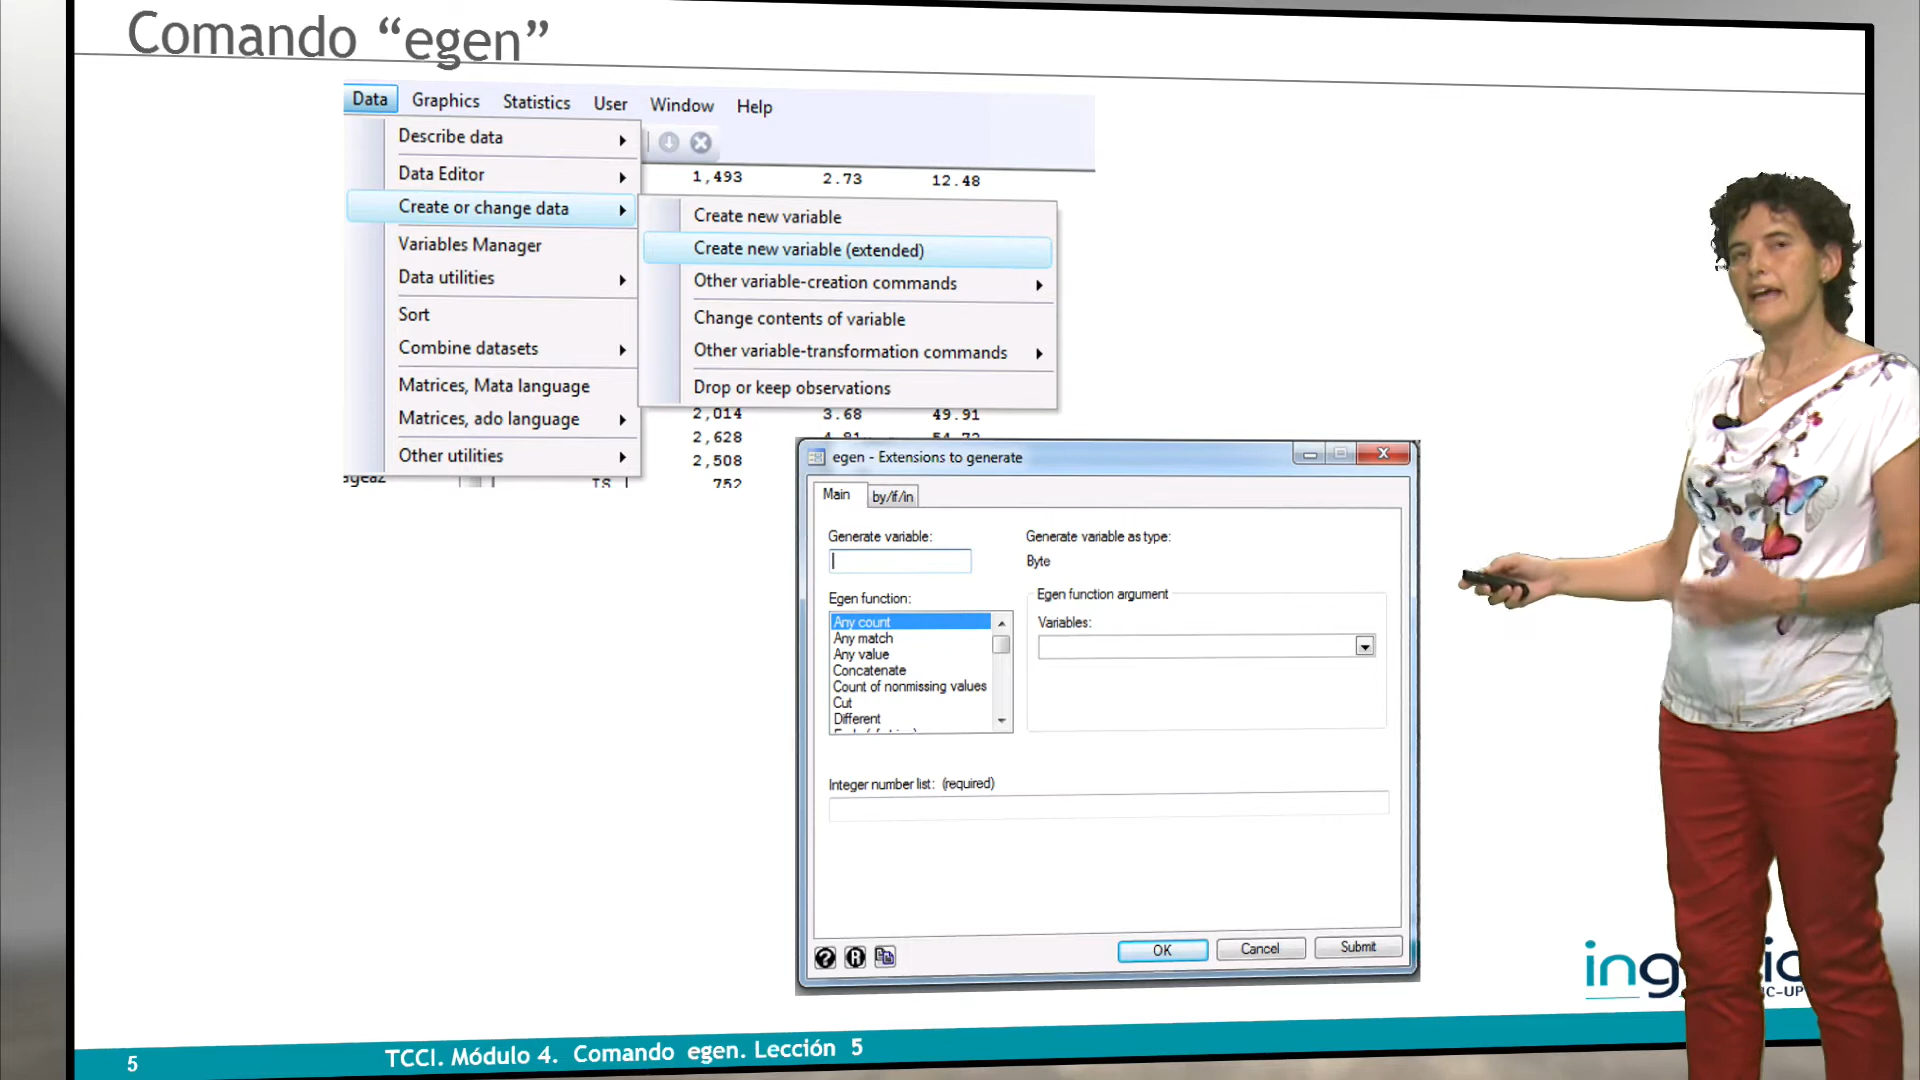 Comando “egen”
Data Graphics Statistics User Window Help
Describe data
Data Editor
Create or change data
Variables Manager
Data utilities
Sort
Combine datasets
Matrices, Mata language
Matrices, ado language
Other utilities
1,493 2.73 12.48
Create new variable
Create new variable (extended)
Other variable-creation commands
Change contents of variable
Other variable-transformation commands
Drop or keep observations
2,014 3.68 49.91
2,628 4.81 54.72
2,508
752
egen - Extensions to generate
Main by/if/in
Generate variable:
Generate variable as type:
Byte
Egen function:
Any count
Any match
Any value
Concatenate
Count of nonmissing values
Cut
Different
Egen function argument
Variables:
Integer number list: (required)
OK Cancel Submit
5
TCCI. Módulo 4. Comando egen. Lección 5